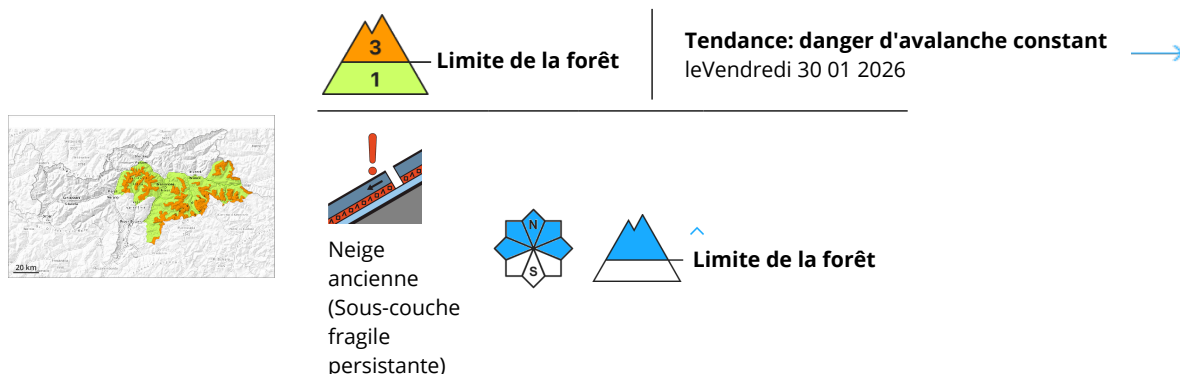 3
1
Limite de la forêt
Tendance: danger d'avalanche constant
leVendredi 30 01 2026
20 km
Neige
ancienne
(Sous-couche
fragile
persistante)
N
S
Limite de la forêt